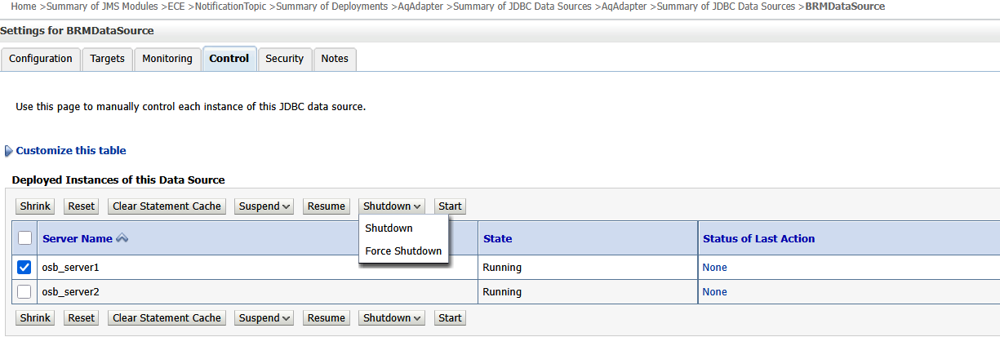 Home >Summary of JMS Modules >ECE >NotificationTopic >Summary of Deployments >AqAdapter >Summary of JDBC Data Sources >AqAdapter >Summary of JDBC Data Sources >BRMDataSource
Settings for BRMDataSource
Configuration Targets Monitoring Control Security Notes
Use this page to manually control each instance of this JDBC data source.
Customize this table
Deployed Instances of this Data Source
Shrink Reset Clear Statement Cache Suspend Resume Shutdown Start
Shutdown
Force Shutdown
Server Name State Status of Last Action
osb_server1 Running None
osb_server2 Running None
Shrink Reset Clear Statement Cache Suspend Resume Shutdown Start